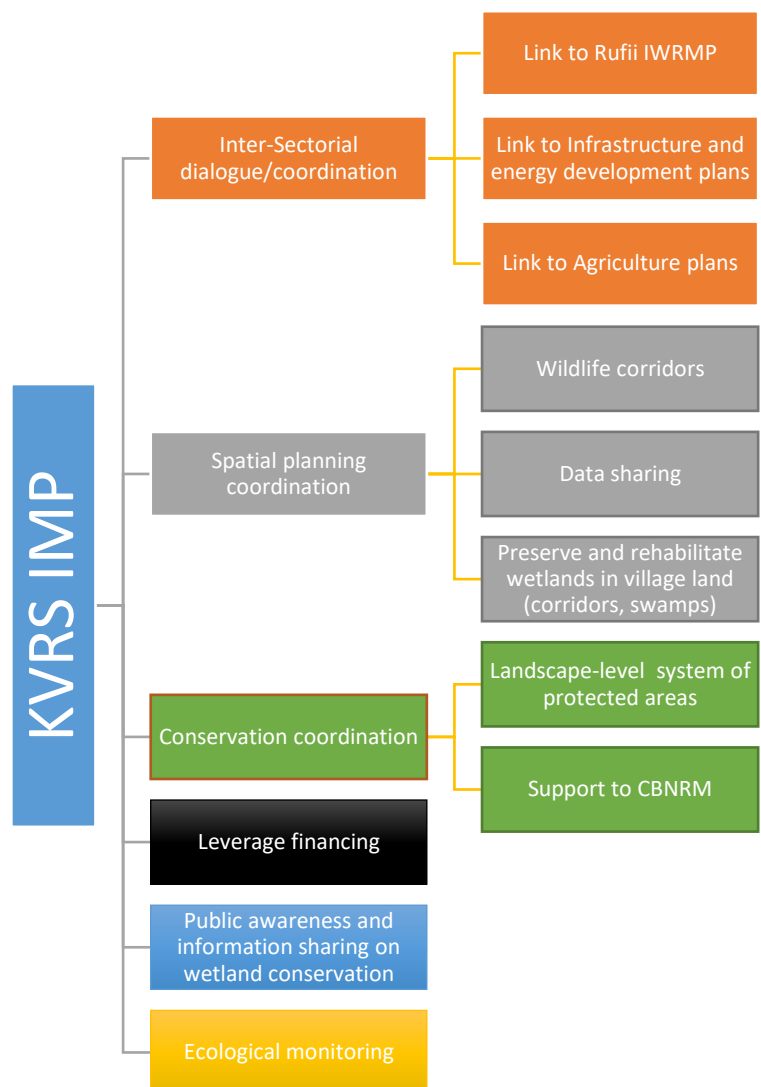 KVRS IMP
Inter-Sectorial
dialogue/coordination
Link to Rufii IWRMP
Link to Infrastructure and
energy development plans
Link to Agriculture plans
Spatial planning
coordination
Wildlife corridors
Data sharing
Preserve and rehabilitate
wetlands in village land
(corridors, swamps)
Conservation coordination
Landscape-level system of
protected areas
Support to CBNRM
Leverage financing
Public awareness and
information sharing on
wetland conservation
Ecological monitoring